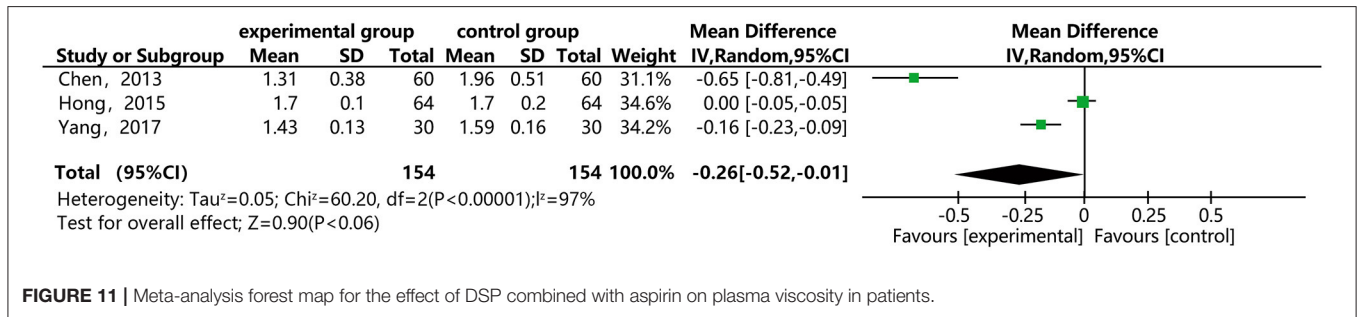 experimental group control group Mean Difference Mean Difference
Study or Subgroup Mean SD Total Mean SD Total Weight IV,Random,95%CI IV,Random,95%CI
Chen, 2013 1.31 0.38 60 1.96 0.51 60 31.1% -0.65 [-0.81,-0.49]
Hong, 2015 1.7 0.1 64 1.7 0.2 64 34.6% 0.00 [-0.05,-0.05]
Yang, 2017 1.43 0.13 30 1.59 0.16 30 34.2% -0.16 [-0.23,-0.09]
Total (95%CI) 154 154 100.0% -0.26[-0.52,-0.01]
Heterogeneity: Tauᶻ=0.05; Chiᶻ=60.20, df=2(P<0.00001);Iᶻ=97%
Test for overall effect; Z=0.90(P<0.06)
-0.5 -0.25 0 0.25 0.5
Favours [experimental] Favours [control]
FIGURE 11 | Meta-analysis forest map for the effect of DSP combined with aspirin on plasma viscosity in patients.